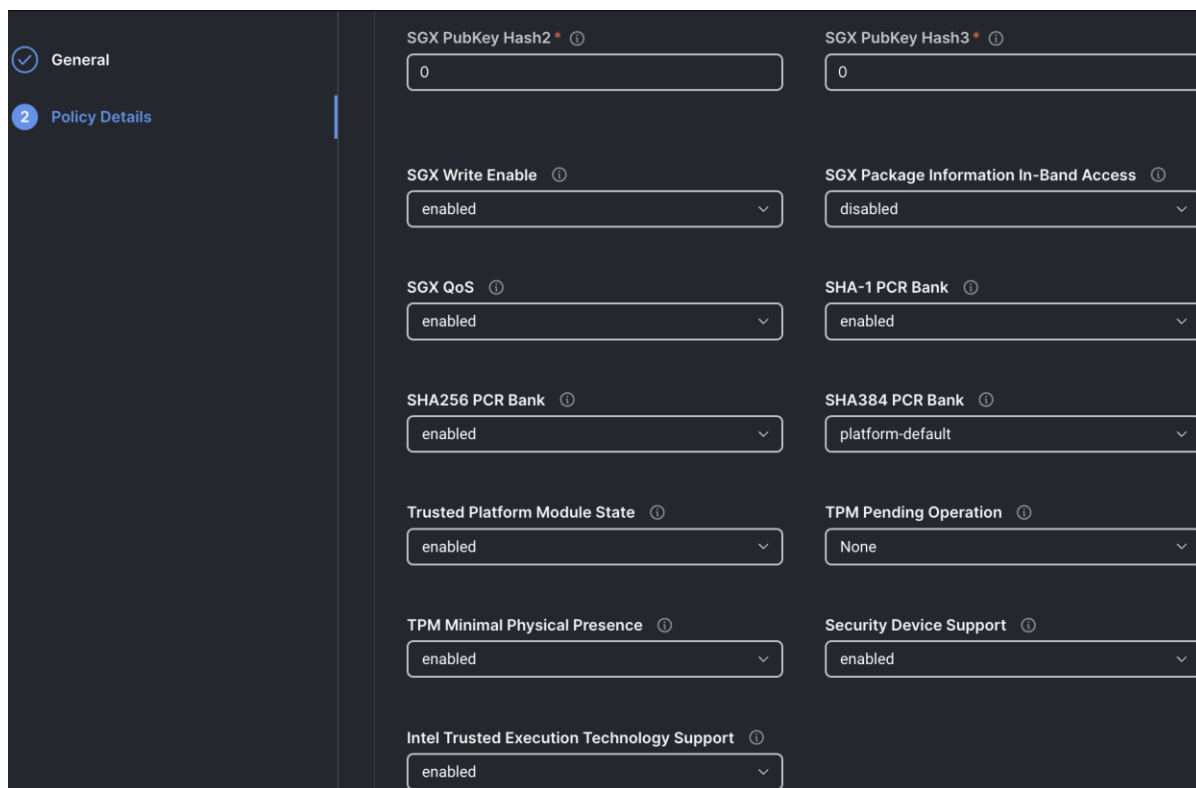 General
2 Policy Details
SGX PubKey Hash2 * SGX PubKey Hash3 *
0 0
SGX Write Enable SGX Package Information In-Band Access
enabled disabled
SGX QoS SHA-1 PCR Bank
enabled enabled
SHA256 PCR Bank SHA384 PCR Bank
enabled platform-default
Trusted Platform Module State TPM Pending Operation
enabled None
TPM Minimal Physical Presence Security Device Support
enabled enabled
Intel Trusted Execution Technology Support
enabled